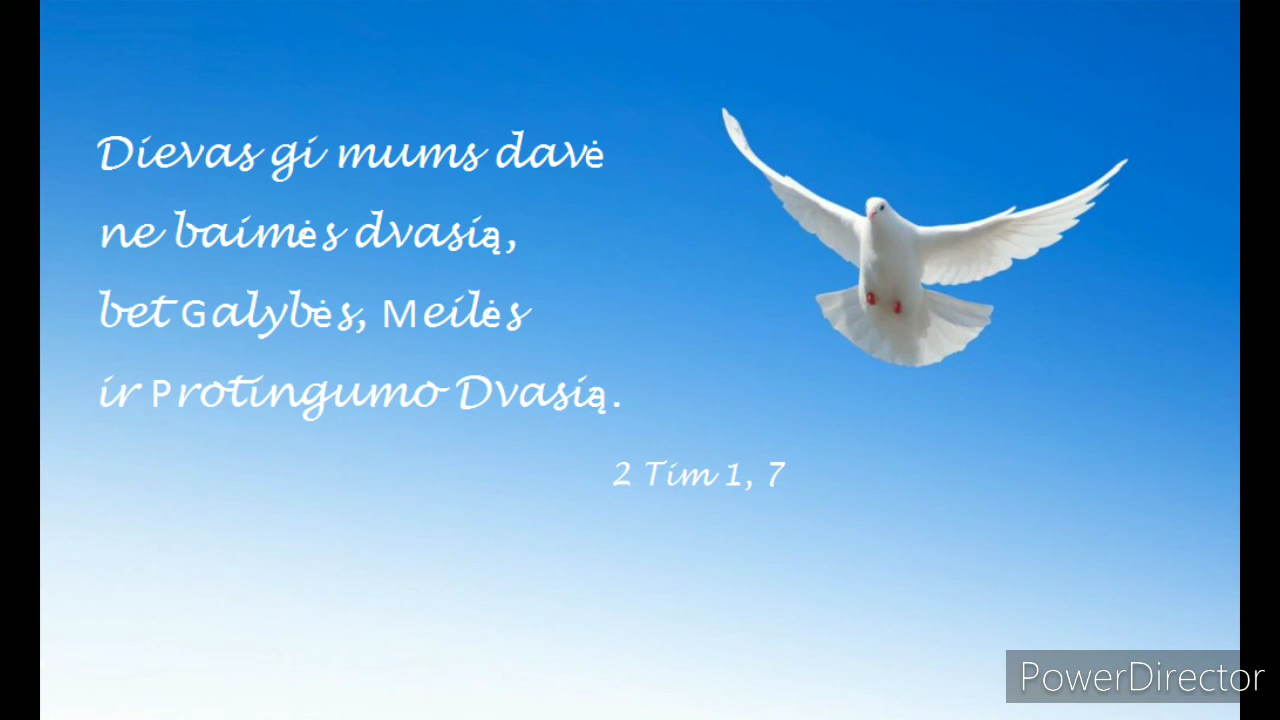 Dievas gi mums davė
ne baimės dvasią,
bet Galybės, Meilės
ir Protingumo Dvasią.
2 Tim 1, 7
PowerDirector